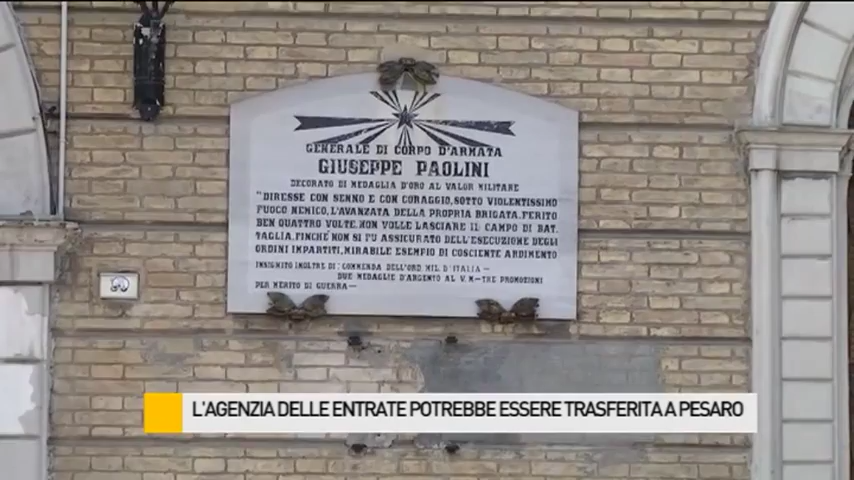 GENERALE DI CORPO D'ARMATA
GIUSEPPE PAOLINI
DECORATO DI MEDAGLIA D'ORO AL VALOR MILITARE
"DIRESSE CON SENNO E CON CORAGGIO, SOTTO VIOLENTISSIMO
FUOCO NEMICO, L'AVANZATA DELLA PROPRIA BRIGATA. FERITO
BEN QUATTRO VOLTE, NON VOLLE LASCIARE IL CAMPO DI BAT.
TAGLIA, FINCHÉ NON SI FU ASSICURATO DELL'ESECUZIONE DEGLI
ORDINI IMPARTITI, MIRABILE ESEMPIO DI COSCIENTE ARDIMENTO
INSIGNITO INOLTRE DI: COMMENDA DELL'ORD. MIL. D'ITALIA —
DUE MEDAGLIE D'ARGENTO AL V. M. — TRE PROMOZIONI
PER MERITO DI GUERRA —
L'AGENZIA DELLE ENTRATE POTREBBE ESSERE TRASFERITA A PESARO